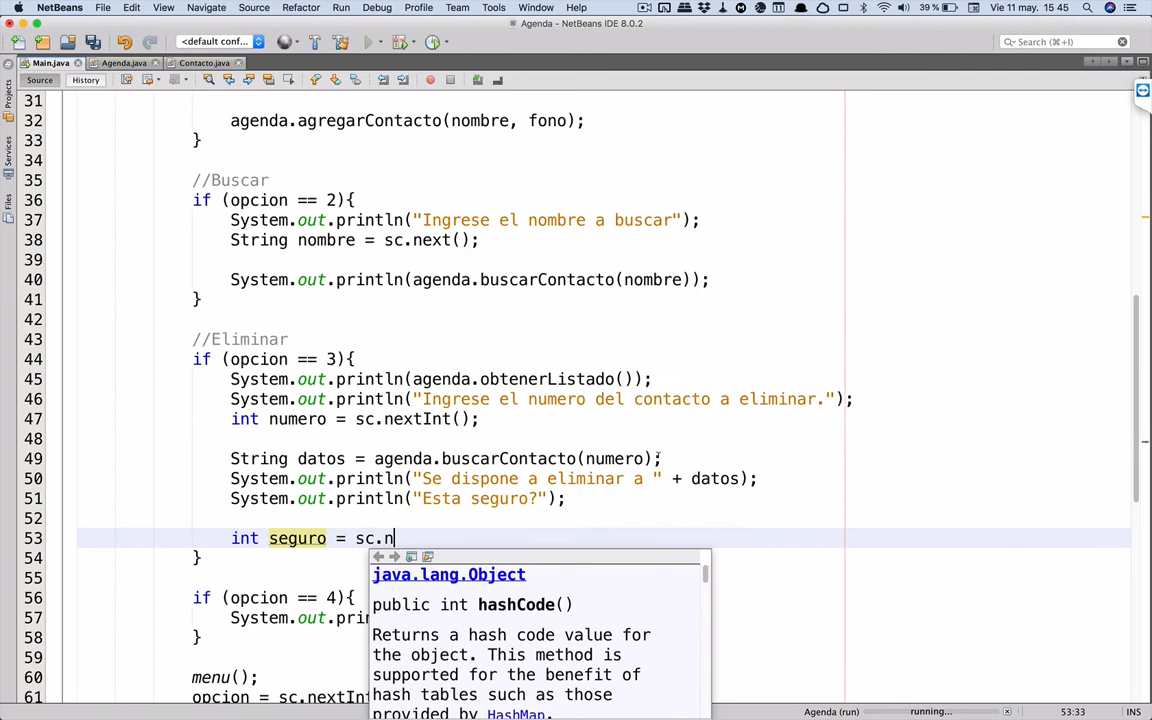 NetBeans File Edit View Navigate Source Refactor Run Debug Profile Team Tools Window Help 39 % Vie 11 may. 15 45
Agenda - NetBeans IDE 8.0.2
<default conf... Search (⌘+I)
Main.java Agenda.java Contacto.java
Source History
Projects
Services
Files
31
32 agenda.agregarContacto(nombre, fono);
33 }
34
35 //Buscar
36 if (opcion == 2){
37 System.out.println("Ingrese el nombre a buscar");
38 String nombre = sc.next();
39
40 System.out.println(agenda.buscarContacto(nombre));
41 }
42
43 //Eliminar
44 if (opcion == 3){
45 System.out.println(agenda.obtenerListado());
46 System.out.println("Ingrese el numero del contacto a eliminar.");
47 int numero = sc.nextInt();
48
49 String datos = agenda.buscarContacto(numero);
50 System.out.println("Se dispone a eliminar a " + datos);
51 System.out.println("Esta seguro?");
52
53 int seguro = sc.n
54 }
java.lang.Object
55
56 if (opcion == 4){
public int hashCode()
57 System.out.prin
58 }
Returns a hash code value for
59
the object. This method is
60 menu();
supported for the benefit of
61 opcion = sc.nextInt
hash tables such as those
provided by HashMap.
Agenda (run) running... 53:33 INS